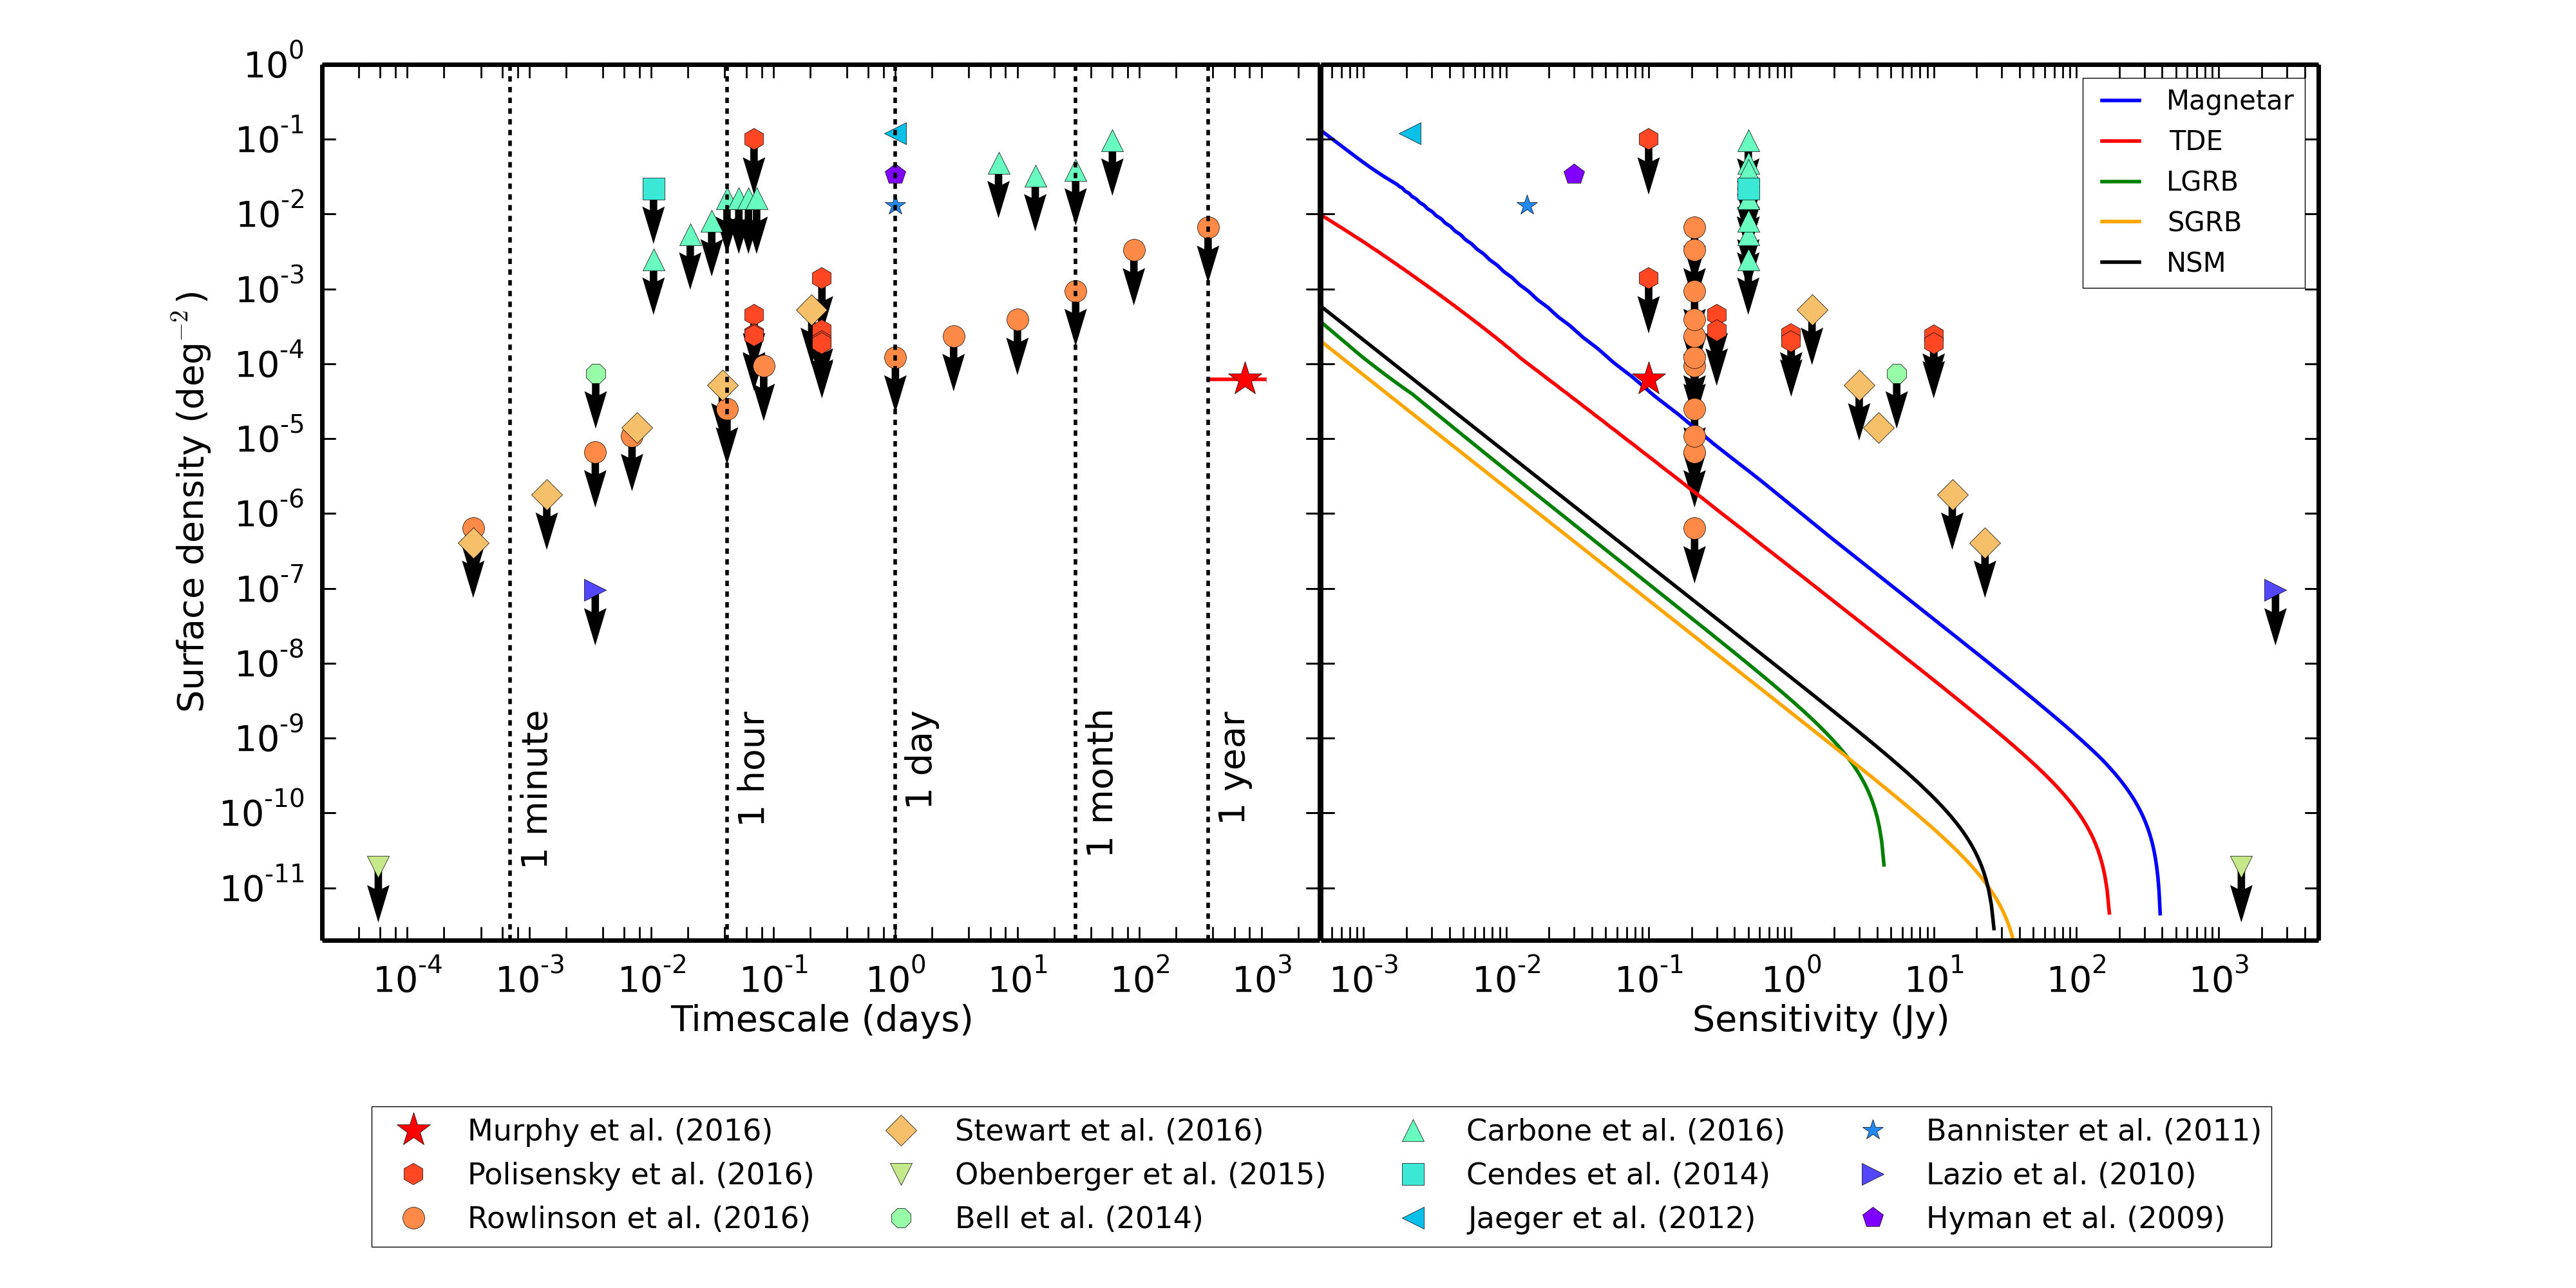 10^0
10^-1
10^-2
10^-3
10^-4
10^-5
10^-6
10^-7
10^-8
10^-9
10^-10
10^-11
Surface density (deg^−2)
1 minute
1 hour
1 day
1 month
1 year
10^-4 10^-3 10^-2 10^-1 10^0 10^1 10^2 10^3
Timescale (days)
Magnetar
TDE
LGRB
SGRB
NSM
10^-3 10^-2 10^-1 10^0 10^1 10^2 10^3
Sensitivity (Jy)
Murphy et al. (2016) Stewart et al. (2016) Carbone et al. (2016) Bannister et al. (2011)
Polisensky et al. (2016) Obenberger et al. (2015) Cendes et al. (2014) Lazio et al. (2010)
Rowlinson et al. (2016) Bell et al. (2014) Jaeger et al. (2012) Hyman et al. (2009)